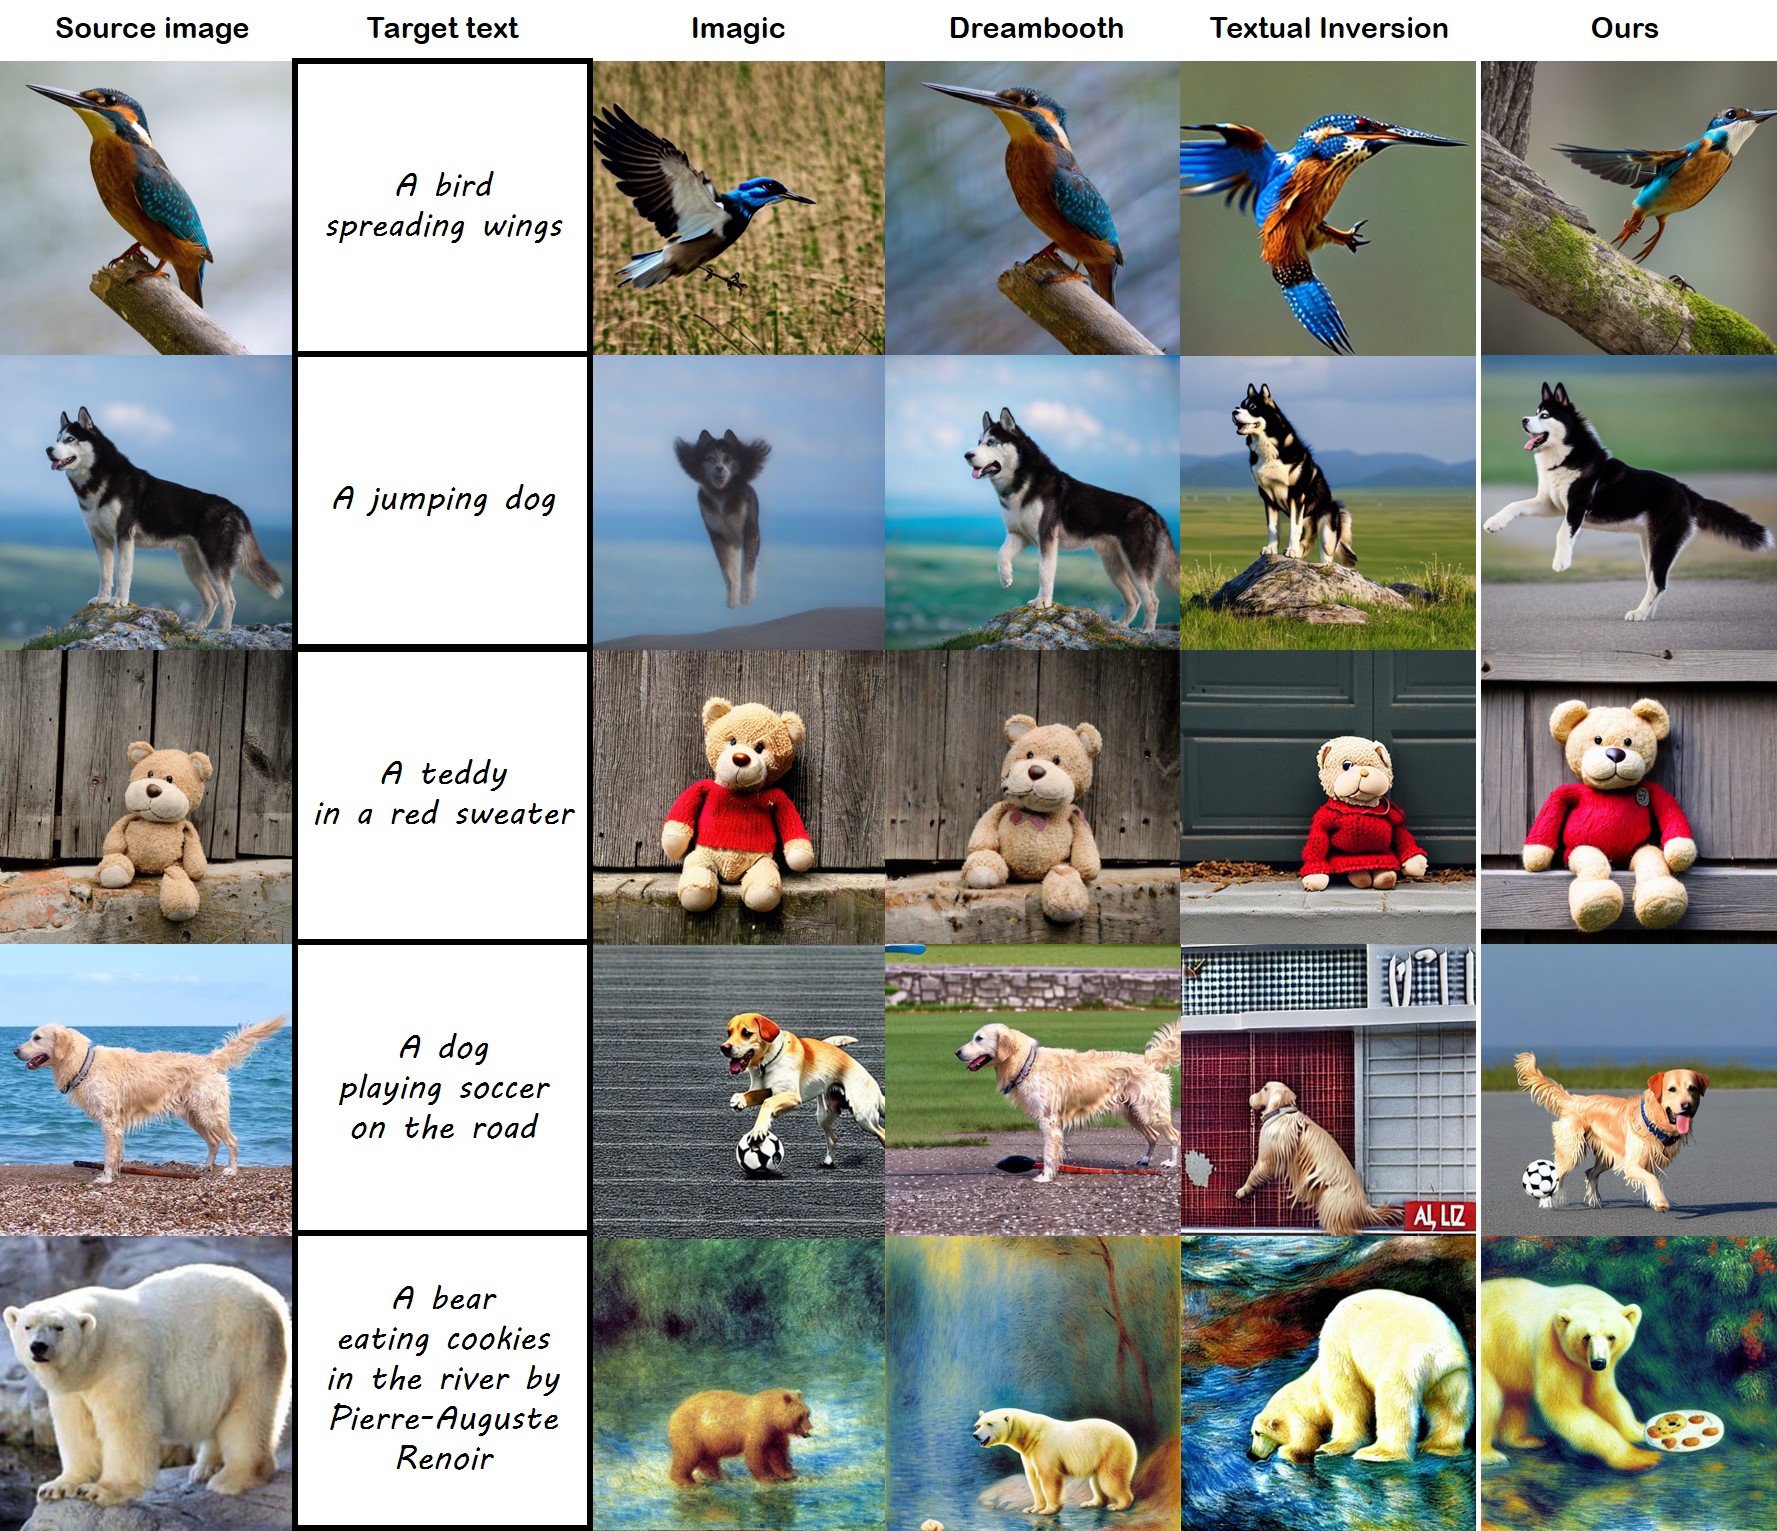 Source image Target text Imagic Dreambooth Textual Inversion Ours
A bird
spreading wings
A jumping dog
A teddy
in a red sweater
A dog
playing soccer
on the road
AL LIZ
A bear
eating cookies
in the river by
Pierre-Auguste
Renoir